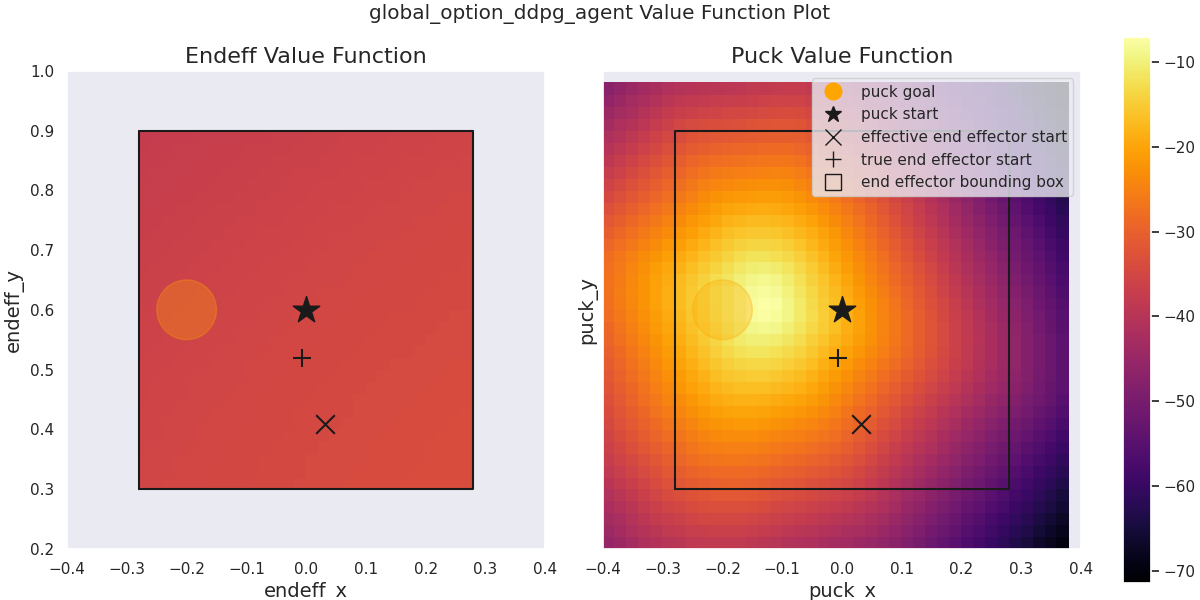 global_option_ddpg_agent Value Function Plot
Endeff Value Function
endeff_y
1.0
0.9
0.8
0.7
0.6
0.5
0.4
0.3
0.2
−0.4 −0.3 −0.2 −0.1 0.0 0.1 0.2 0.3 0.4
endeff_x
Puck Value Function
puck_y
puck goal
puck start
effective end effector start
true end effector start
end effector bounding box
−0.4 −0.3 −0.2 −0.1 0.0 0.1 0.2 0.3 0.4
puck_x
−10
−20
−30
−40
−50
−60
−70